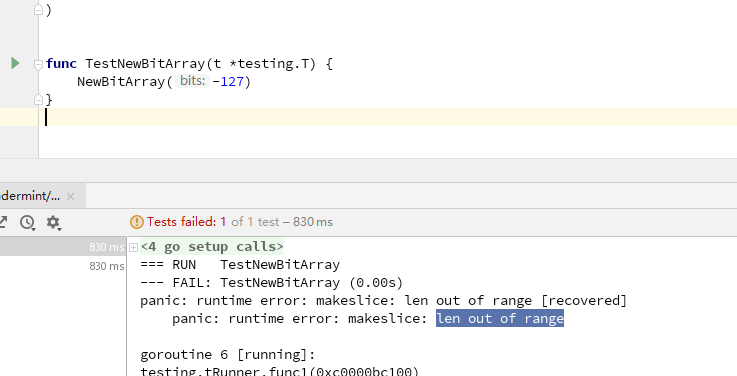 )
func TestNewBitArray(t *testing.T) {
NewBitArray( bits: -127)
}
dermint/... ×
Tests failed: 1 of 1 test – 830 ms
830 ms <4 go setup calls>
830 ms === RUN   TestNewBitArray
--- FAIL: TestNewBitArray (0.00s)
panic: runtime error: makeslice: len out of range [recovered]
panic: runtime error: makeslice: len out of range
goroutine 6 [running]:
testing.tRunner.func1(0xc0000bc100)